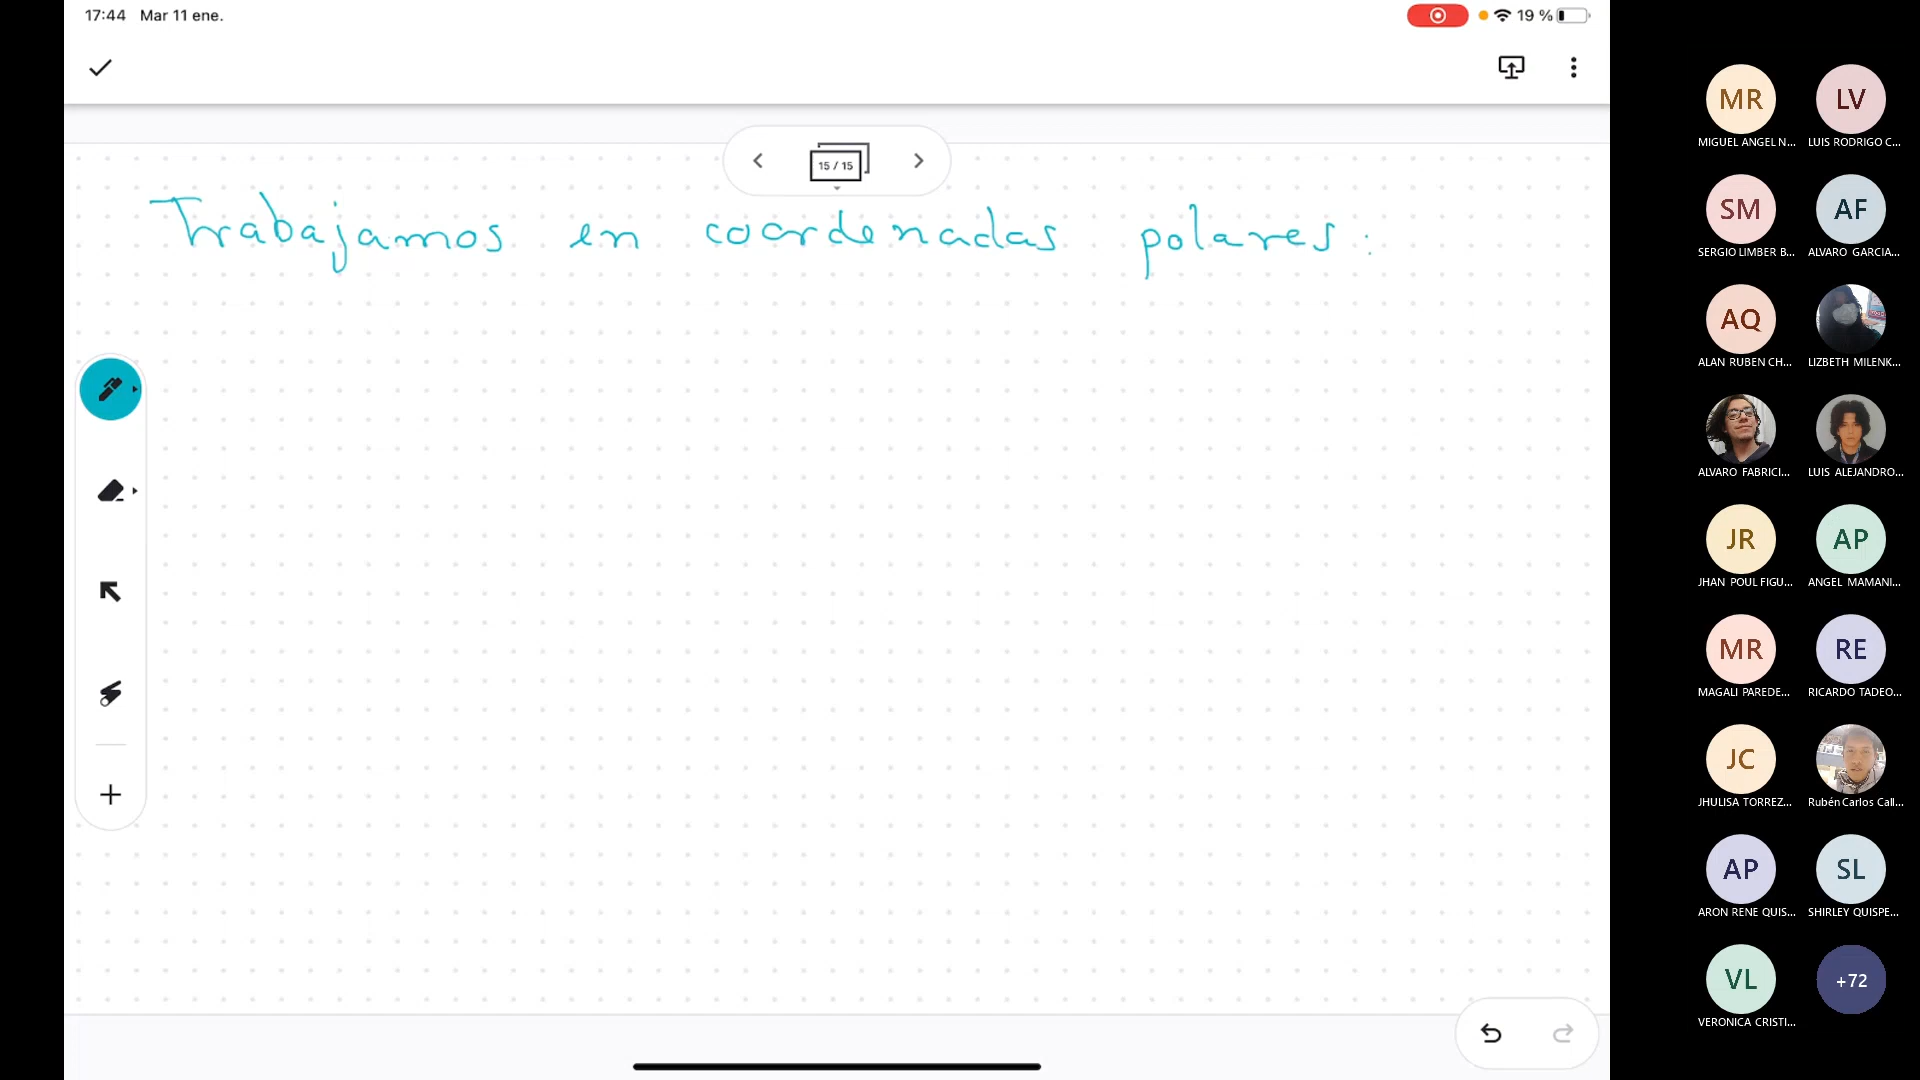 17:44 Mar 11 ene. 19 %
15 / 15
Trabajamos en coordenadas polares:
MR LV
MIGUEL ANGEL N... LUIS RODRIGO C...
SM AF
SERGIO LIMBER B... ALVARO GARCIA...
AQ
ALAN RUBEN CH... LIZBETH MILENK...
ALVARO FABRICI... LUIS ALEJANDRO...
JR AP
JHAN POUL FIGU... ANGEL MAMANI...
MR RE
MAGALI PAREDE... RICARDO TADEO...
JC
JHULISA TORREZ... Rubén Carlos Call...
AP SL
ARON RENE QUIS... SHIRLEY QUISPE...
VL +72
VERONICA CRISTI...